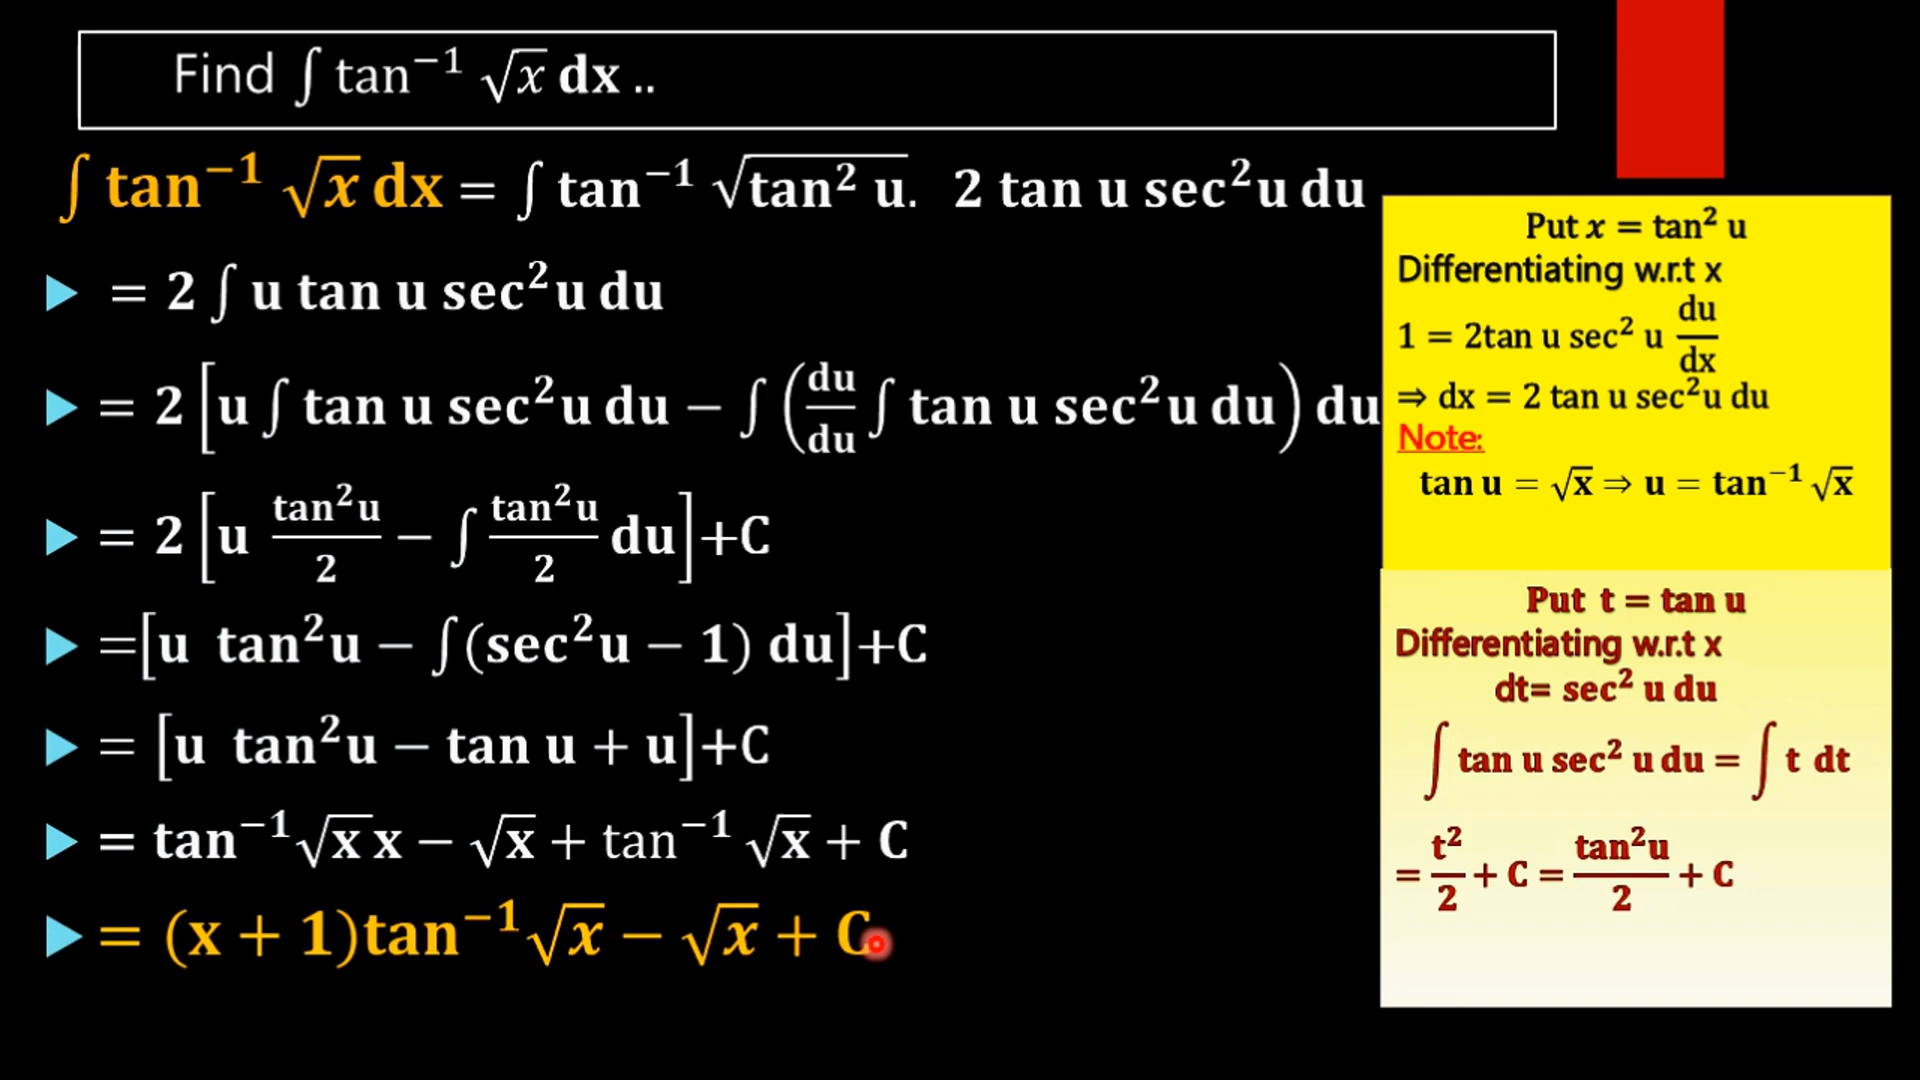 Find ∫ tan⁻¹ √x dx ..
∫ tan⁻¹ √x dx = ∫ tan⁻¹ √(tan² u). 2 tan u sec²u du
= 2 ∫ u tan u sec²u du
= 2 [u ∫ tan u sec²u du − ∫ (du/du ∫ tan u sec²u du) du
= 2 [u tan²u/2 − ∫ tan²u/2 du]+C
=[u tan²u − ∫(sec²u − 1) du]+C
= [u tan²u − tan u + u]+C
= tan⁻¹√x x − √x + tan⁻¹ √x + C
= (x + 1)tan⁻¹√x − √x + C
Put x = tan² u
Differentiating w.r.t x
1 = 2tan u sec² u du/dx
⇒ dx = 2 tan u sec²u du
Note:
tan u = √x ⇒ u = tan⁻¹ √x
Put t = tan u
Differentiating w.r.t x
dt= sec² u du
∫ tan u sec² u du = ∫ t dt
= t²/2 + C = tan²u/2 + C